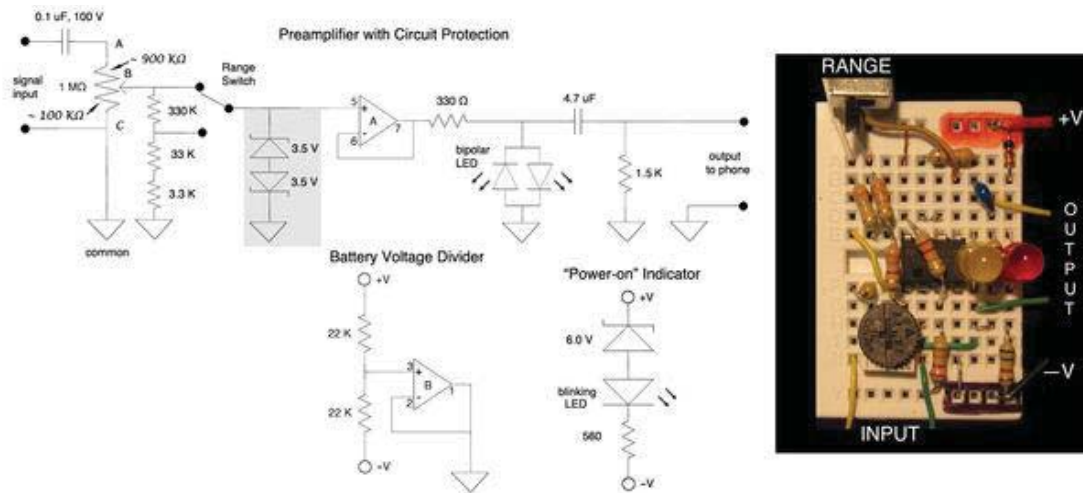 0.1 uF, 100 V
Preamplifier with Circuit Protection
A
~ 900 KΩ
B
signal
input
1 MΩ
Range
Switch
~ 100 KΩ
330 K
C
33 K
3.3 K
common
3.5 V
3.5 V
5
+
A
7
-
6
330 Ω
4.7 uF
bipolar
LED
1.5 K
output
to phone
Battery Voltage Divider
+V
22 K
22 K
3
+
B
1
-
2
–V
"Power-on" Indicator
+V
6.0 V
blinking
LED
560
–V
RANGE
+V
OUTPUT
—V
INPUT